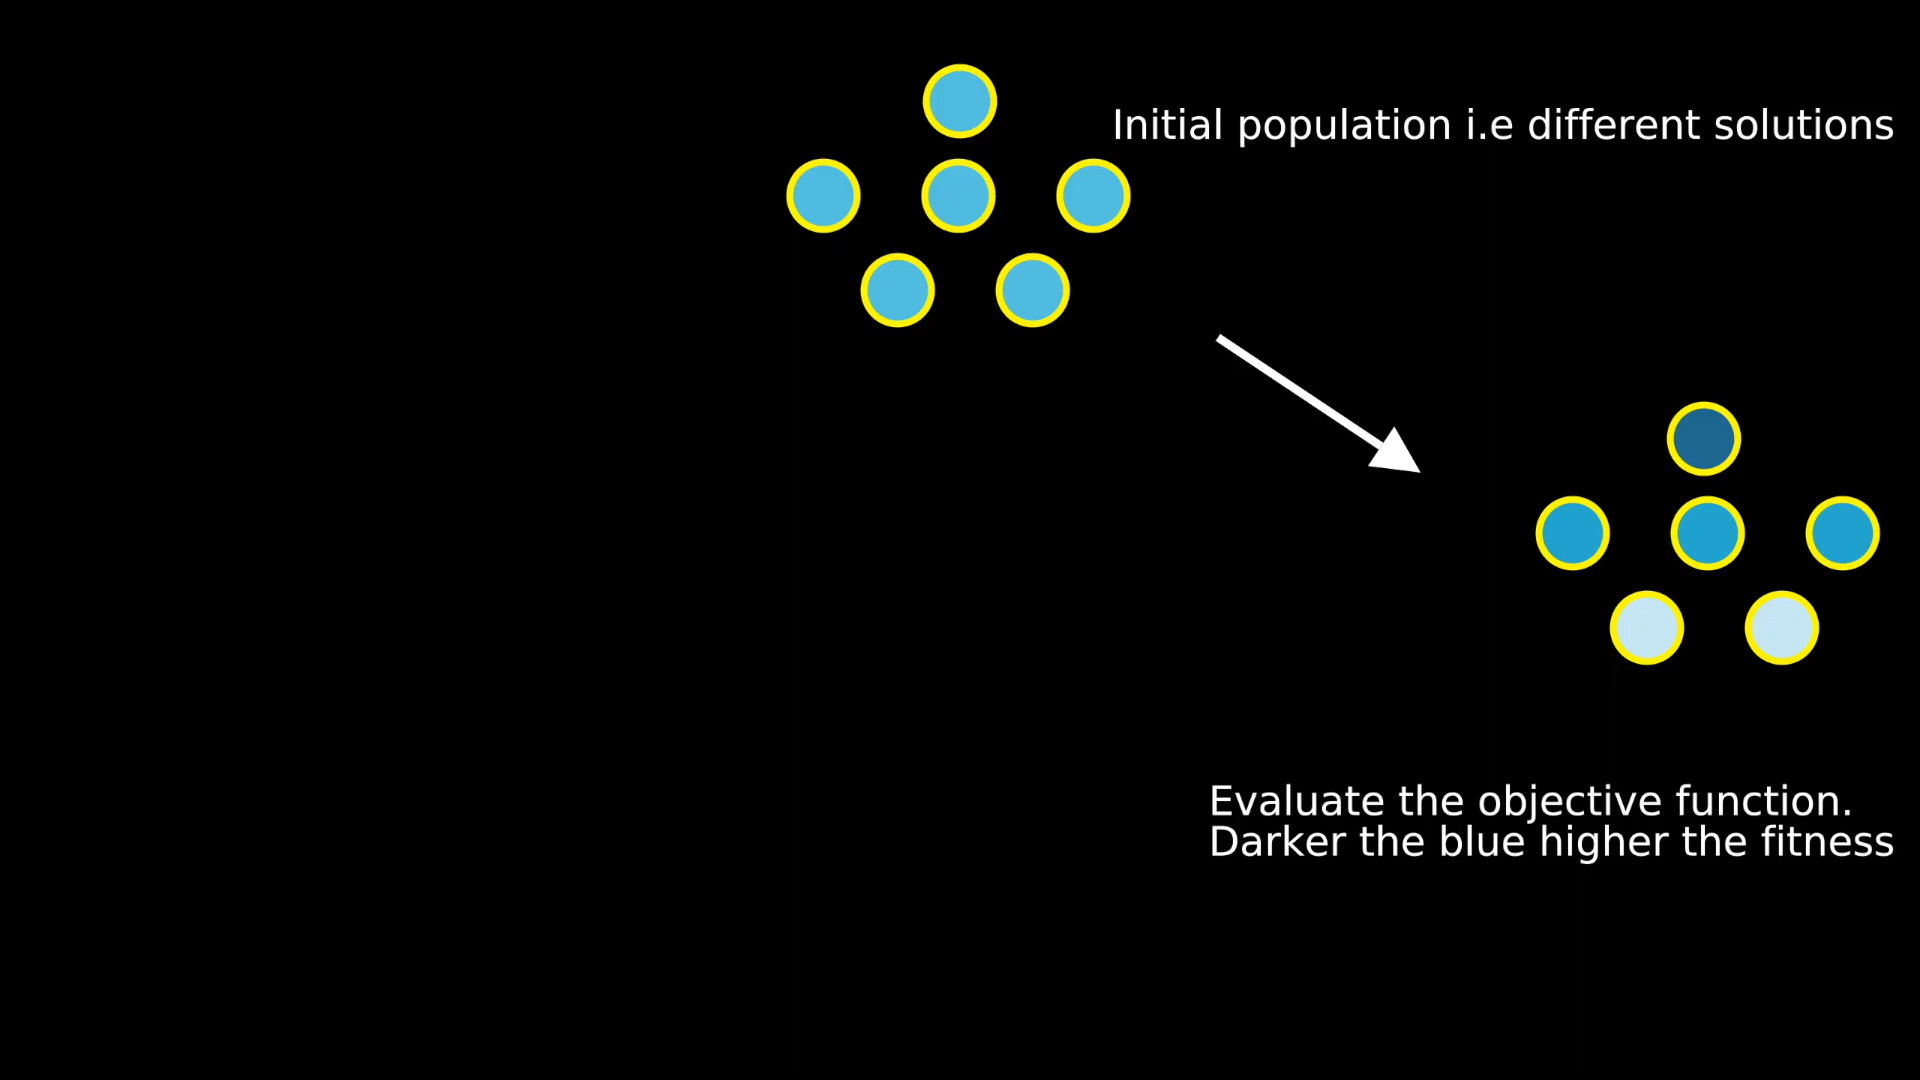 Initial population i.e different solutions
Evaluate the objective function.
Darker the blue higher the fitness